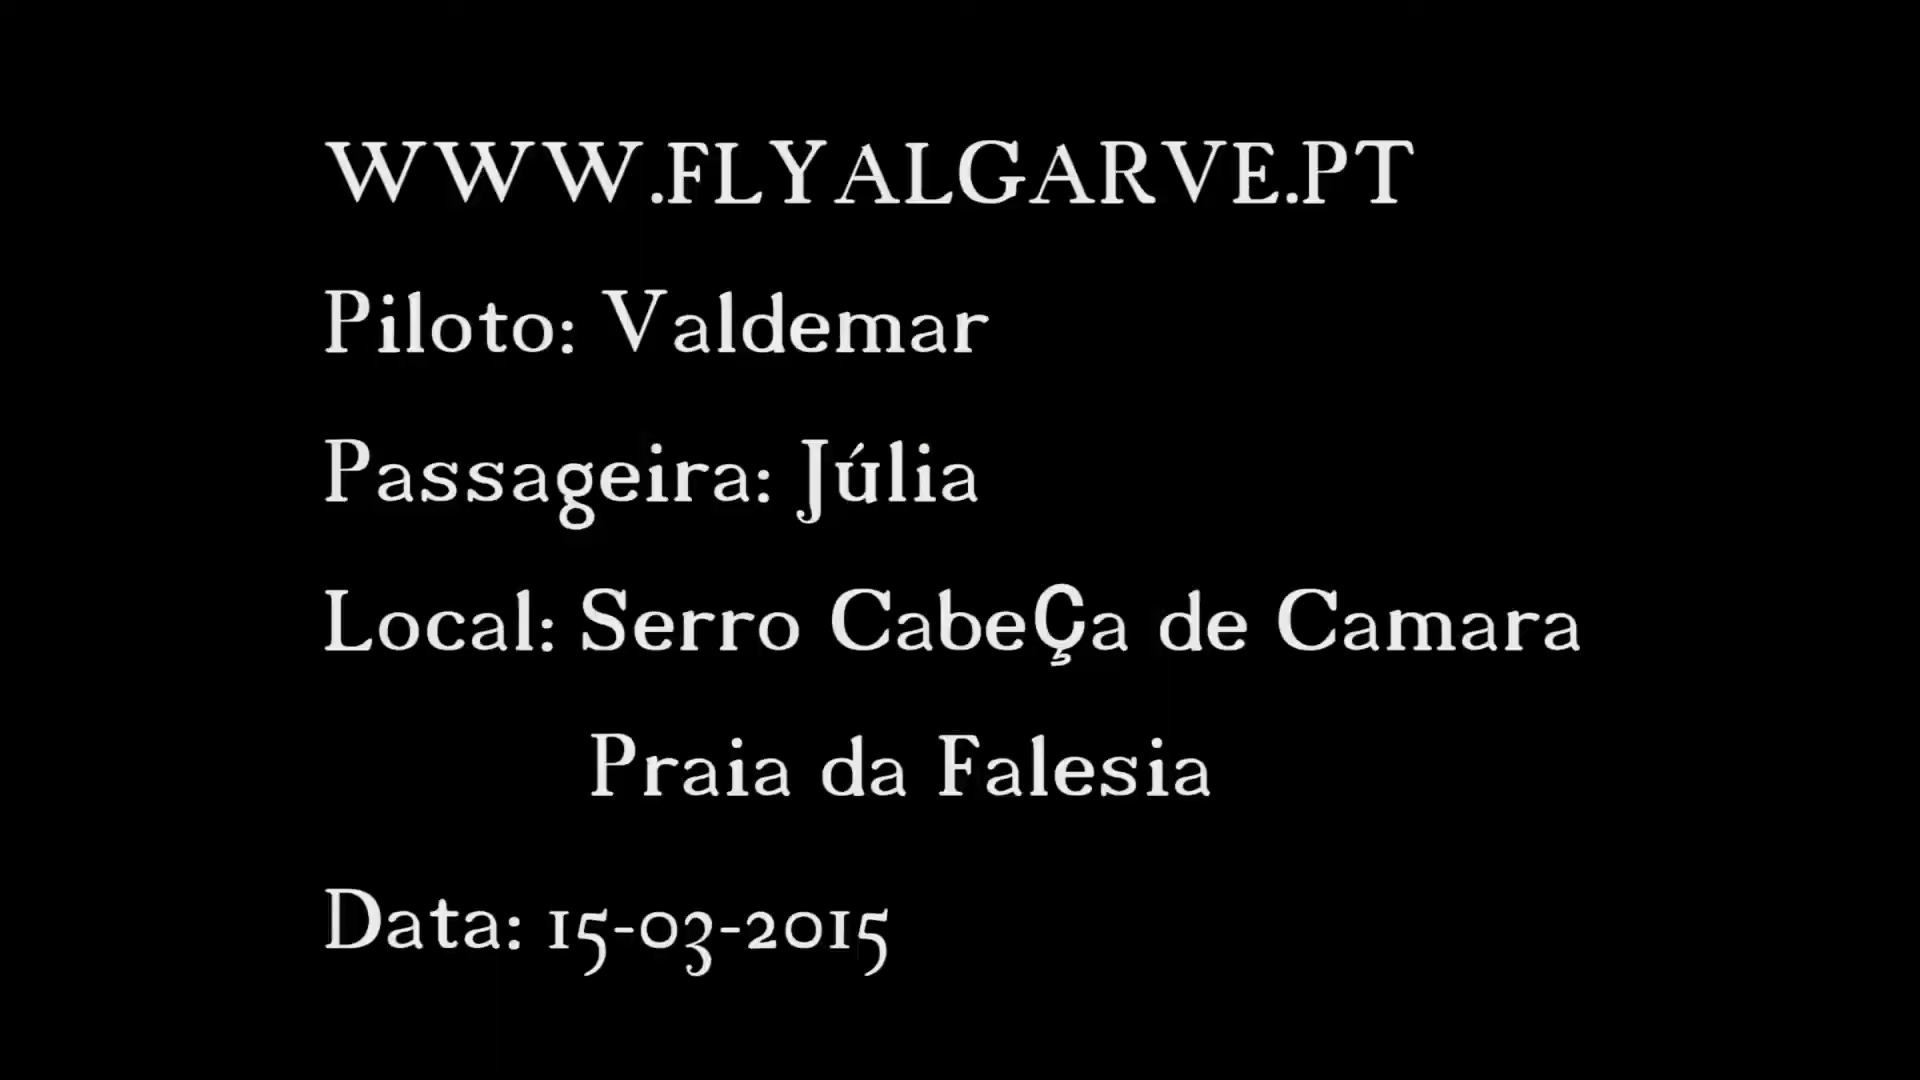 WWW.FLYALGARVE.PT
Piloto: Valdemar
Passageira: Júlia
Local: Serro CabeÇa de Camara
Praia da Falesia
Data: 15-03-2015